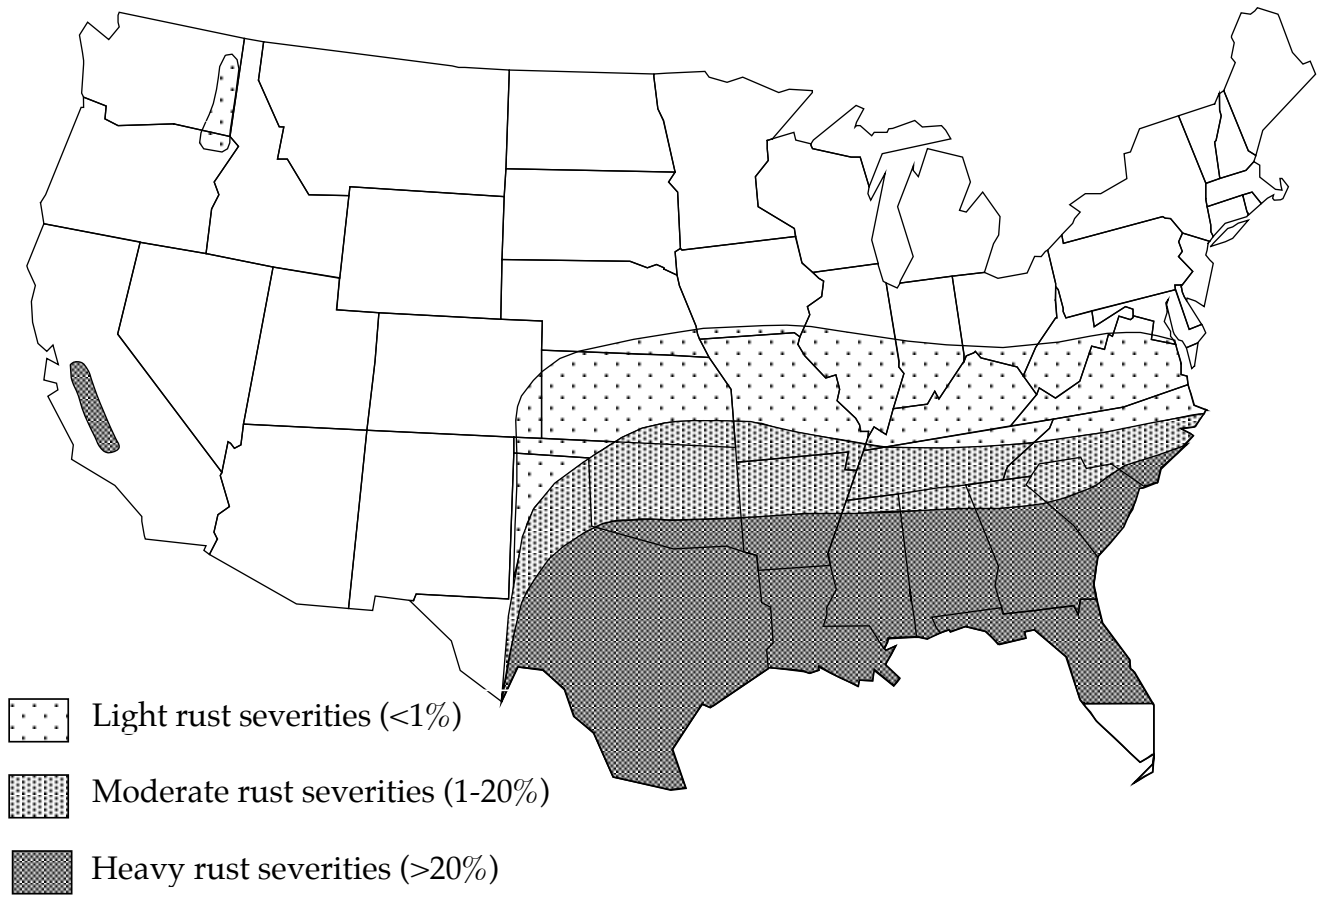 Light rust severities (<1%)
Moderate rust severities (1-20%)
Heavy rust severities (>20%)